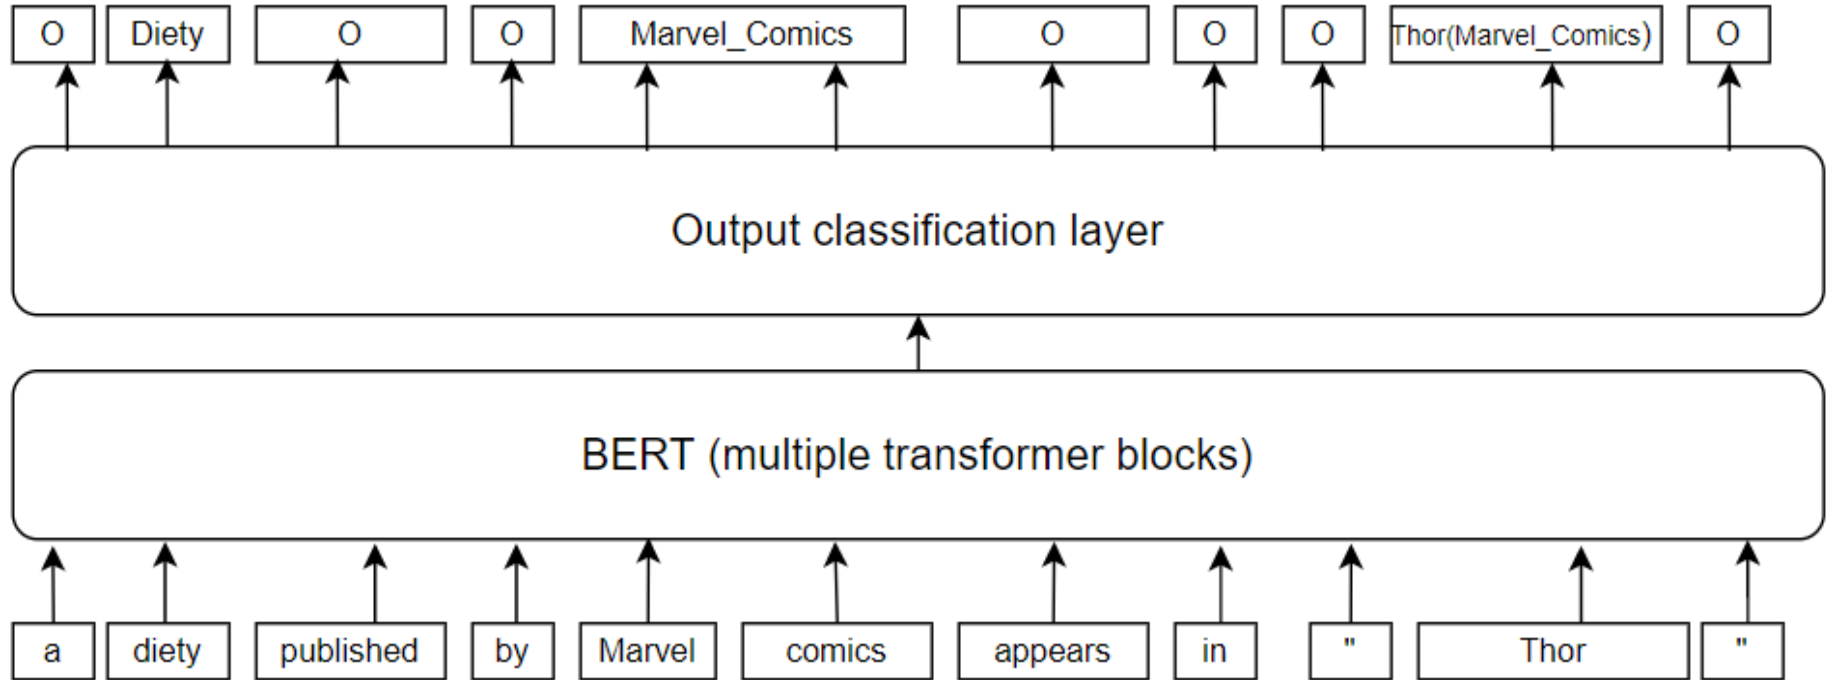 O Diety O O Marvel_Comics O O O Thor(Marvel_Comics) O
Output classification layer
BERT (multiple transformer blocks)
a diety published by Marvel comics appears in " Thor "